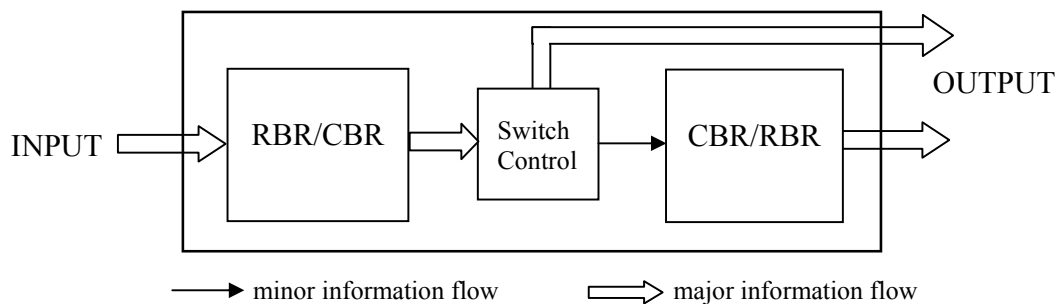 OUTPUT
INPUT
RBR/CBR
Switch
Control
CBR/RBR
minor information flow
major information flow